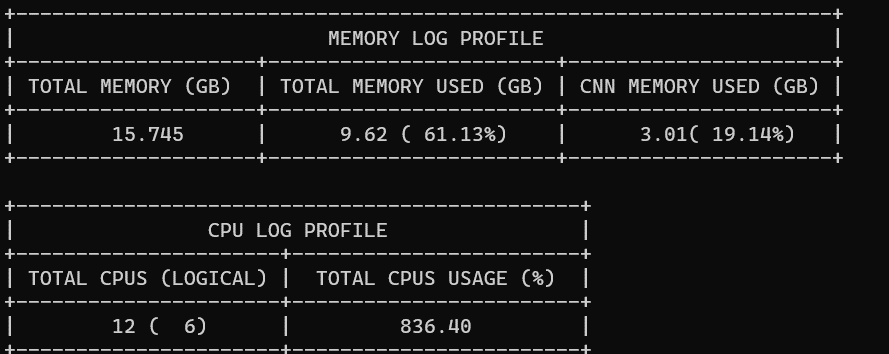 MEMORY LOG PROFILE
TOTAL MEMORY (GB) | TOTAL MEMORY USED (GB) | CNN MEMORY USED (GB)
15.745 | 9.62 ( 61.13%) | 3.01( 19.14%)
CPU LOG PROFILE
TOTAL CPUS (LOGICAL) | TOTAL CPUS USAGE (%)
12 ( 6) | 836.40